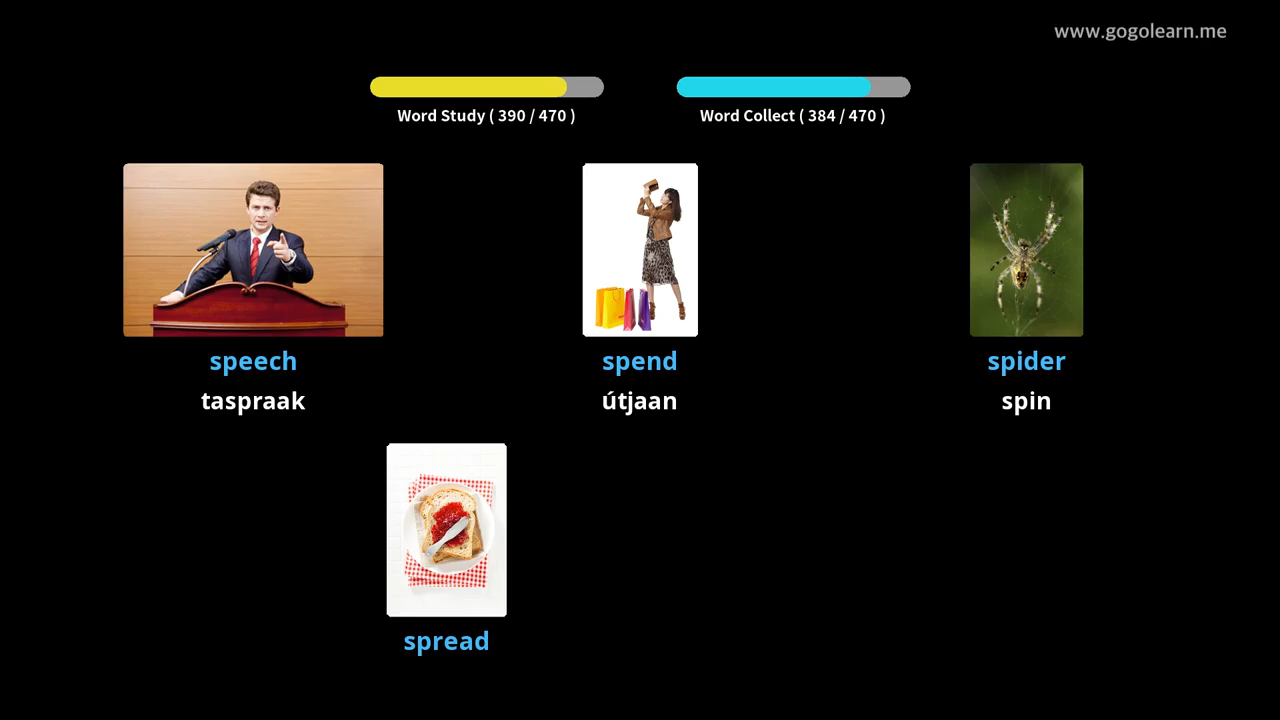 www.gogolearn.me
Word Study ( 390 / 470 )
Word Collect ( 384 / 470 )
speech
spend
spider
taspraak
útjaan
spin
spread